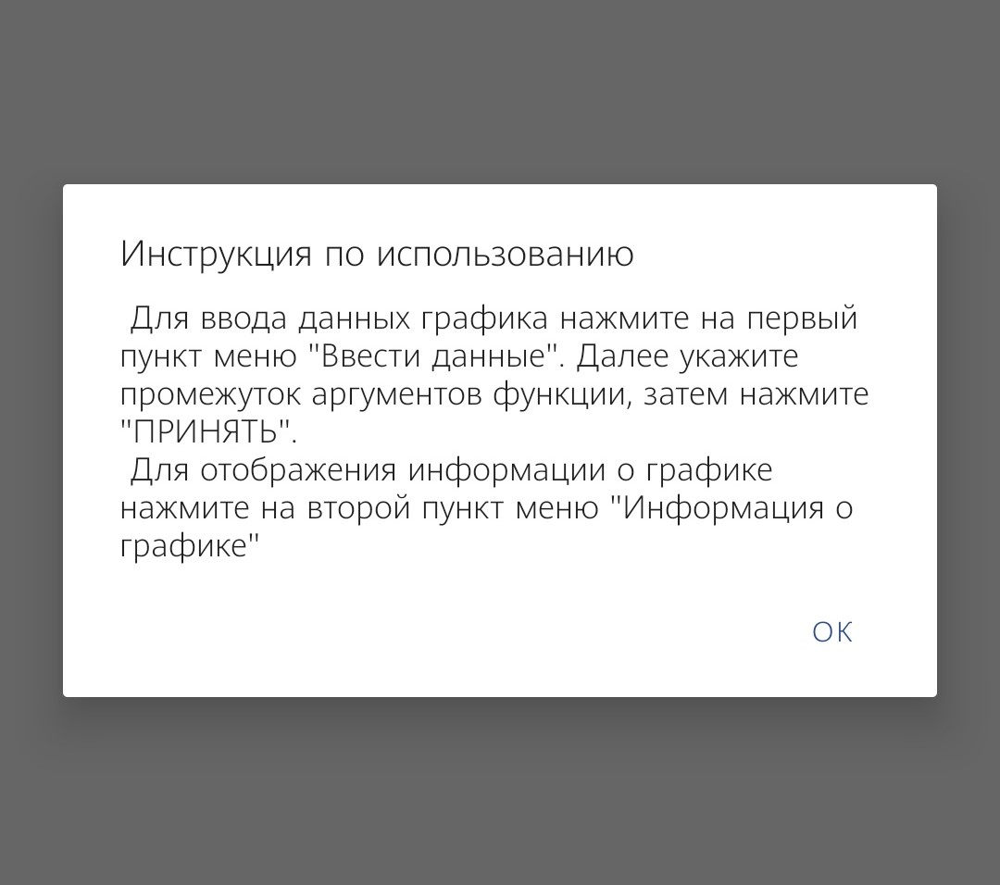 Инструкция по использованию
Для ввода данных графика нажмите на первый
пункт меню "Ввести данные". Далее укажите
промежуток аргументов функции, затем нажмите
"ПРИНЯТЬ".
Для отображения информации о графике
нажмите на второй пункт меню "Информация о
графике"
OK